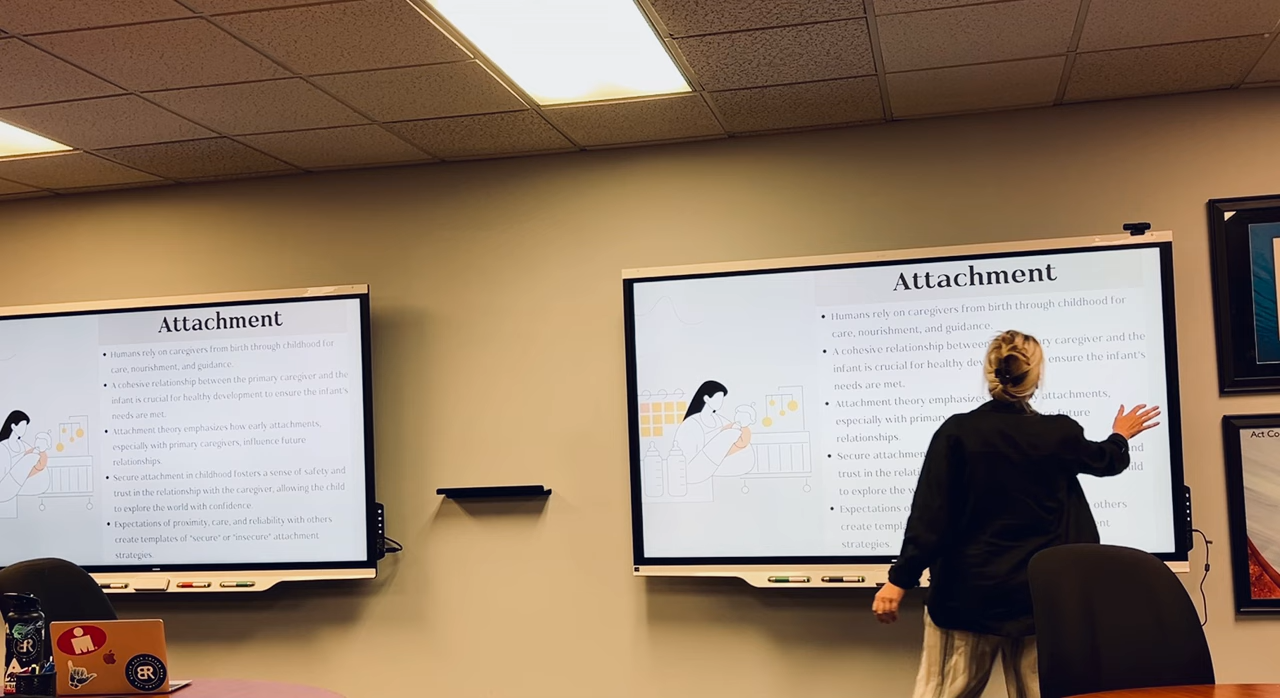 Attachment
• Humans rely on caregivers from birth through childhood for
care, nourishment, and guidance.
• A cohesive relationship between the primary caregiver and the
infant is crucial for healthy development to ensure the infant's
needs are met.
• Attachment theory emphasizes how early attachments,
especially with primary caregivers, influence future
relationships.
• Secure attachment in childhood fosters a sense of safety and
trust in the relationship with the caregiver, allowing the child
to explore the world with confidence.
• Expectations of proximity, care, and reliability with others
create templates of "secure" or "insecure" attachment
strategies.
Attachment
• Humans rely on caregivers from birth through childhood for
care, nourishment, and guidance.
• A cohesive relationship between ary caregiver and the
infant is crucial for healthy dev ensure the infant's
needs are met.
• Attachment theory emphasizes y attachments,
especially with primary future
relationships.
• Secure attachmen and
trust in the relati ild
to explore the w
• Expectations o others
create templ ent
strategies.
Act Co
BR
BR